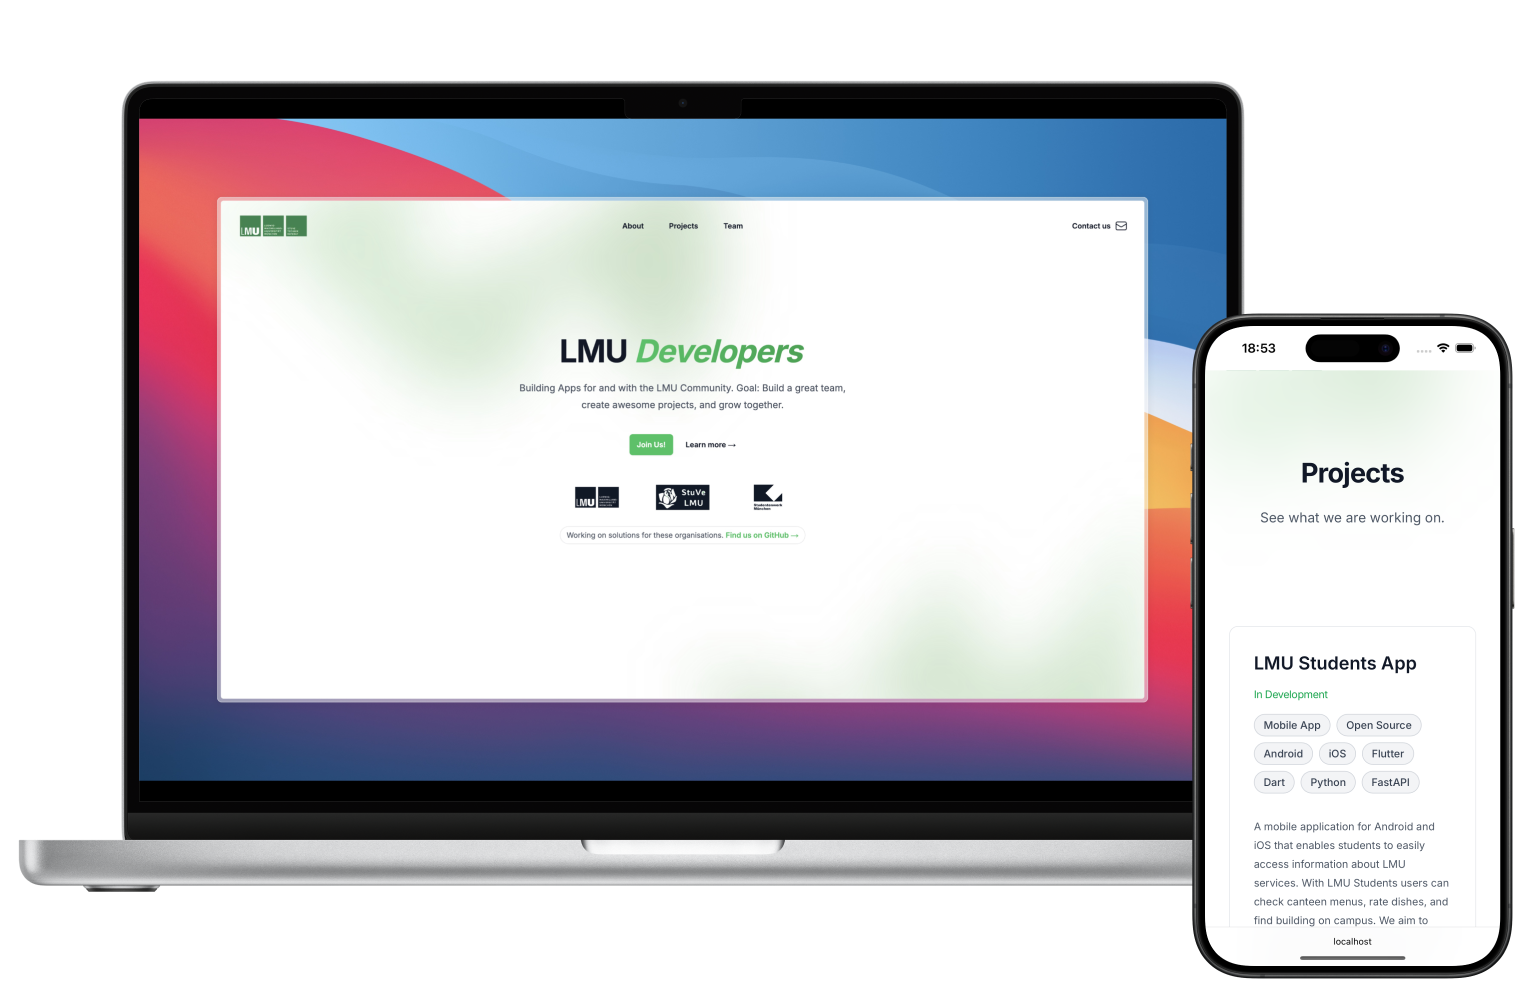 LMU
About
Projects
Team
Contact us
LMU Developers
Building Apps for and with the LMU Community. Goal: Build a great team,
create awesome projects, and grow together.
Join Us!
Learn more →
LMU
StuVe
LMU
Studentenwerk
München
Working on solutions for these organisations. Find us on GitHub →
18:53
Projects
See what we are working on.
LMU Students App
In Development
Mobile App
Open Source
Android
iOS
Flutter
Dart
Python
FastAPI
A mobile application for Android and
iOS that enables students to easily
access information about LMU
services. With LMU Students users can
check canteen menus, rate dishes, and
find building on campus. We aim to
localhost